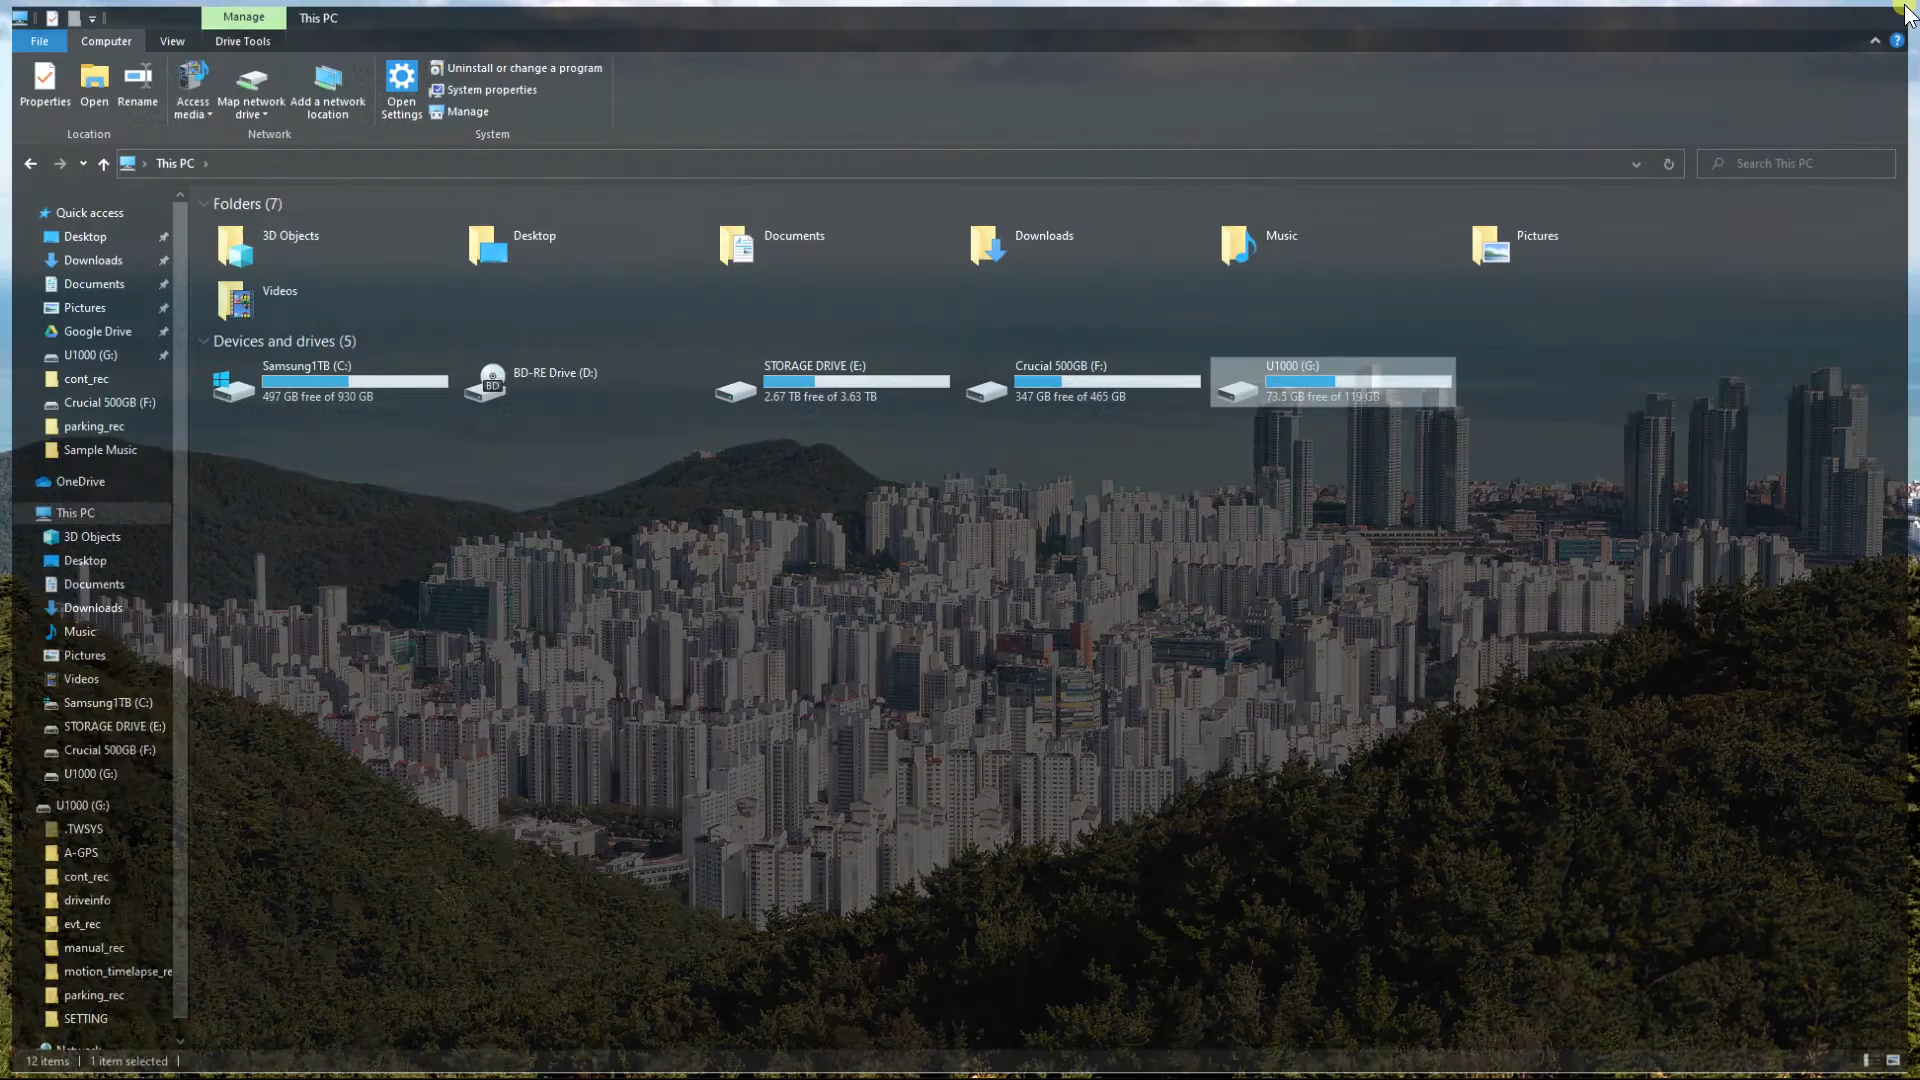 Manage
This PC
File
Computer
View
Drive Tools
Properties
Open
Rename
Access media
Map network drive
Add a network location
Open Settings
Uninstall or change a program
System properties
Manage
Location
Network
System
This PC
Search This PC
Quick access
Desktop
Downloads
Documents
Pictures
Google Drive
U1000 (G:)
cont_rec
Crucial 500GB (F:)
parking_rec
Sample Music
OneDrive
This PC
3D Objects
Desktop
Documents
Downloads
Music
Pictures
Videos
Samsung1TB (C:)
STORAGE DRIVE (E:)
Crucial 500GB (F:)
U1000 (G:)
U1000 (G:)
.TWSYS
A-GPS
cont_rec
driveinfo
evt_rec
manual_rec
motion_timelapse_re
parking_rec
SETTING
Folders (7)
3D Objects
Desktop
Documents
Downloads
Music
Pictures
Videos
Devices and drives (5)
Samsung1TB (C:)
497 GB free of 930 GB
BD
BD-RE Drive (D:)
STORAGE DRIVE (E:)
2.67 TB free of 3.63 TB
Crucial 500GB (F:)
347 GB free of 465 GB
U1000 (G:)
73.5 GB free of 119 GB
12 items
1 item selected